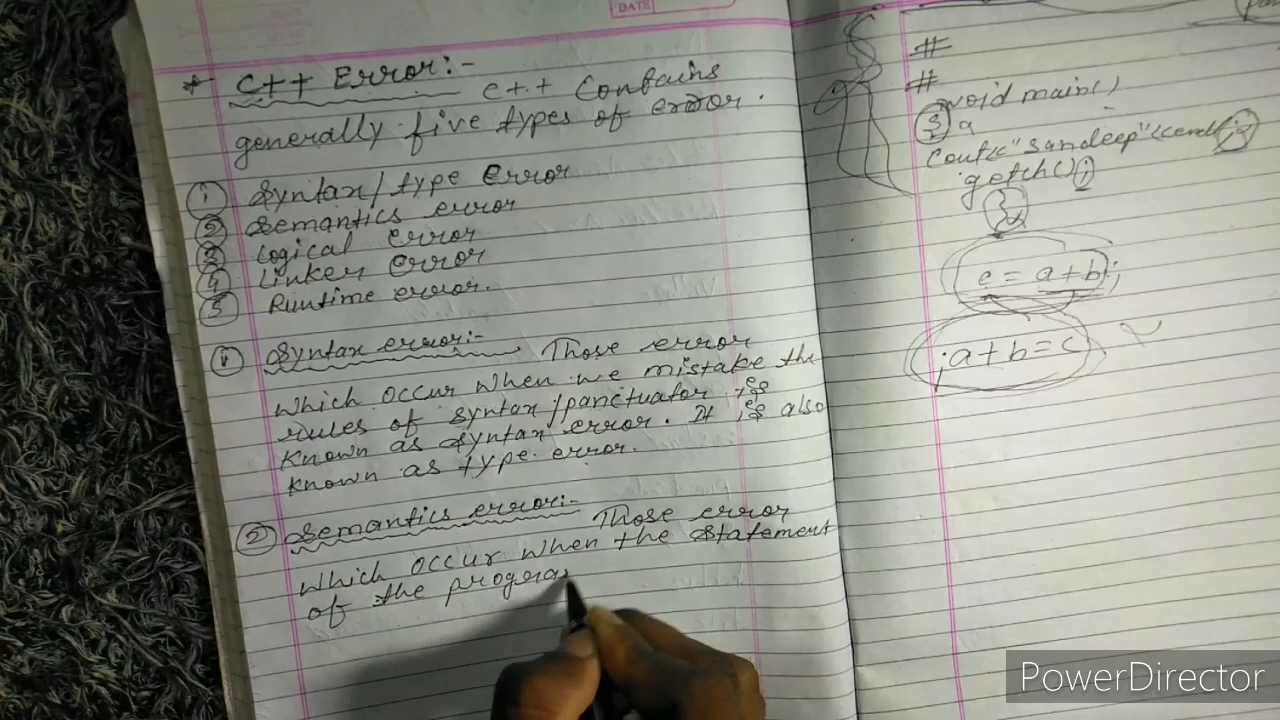 DATE
* C++ Error:-
C++ Contains
generally five types of error.
① Syntax/type Error
② Semantics error
③ Logical error
④ Linker error
⑤ Runtime error.
① Syntax error:- Those error
which occur when we mistake the
rules of syntax/panctuator is
known as syntax error. It is also
known as type error.
② Semantics error:- Those error
which occur when the statement
of the progra
#
#
void main()
{ a
cout<<"sandeep"<<endl;
getch();
}
c = a+b;
;a+b=c
PowerDirector